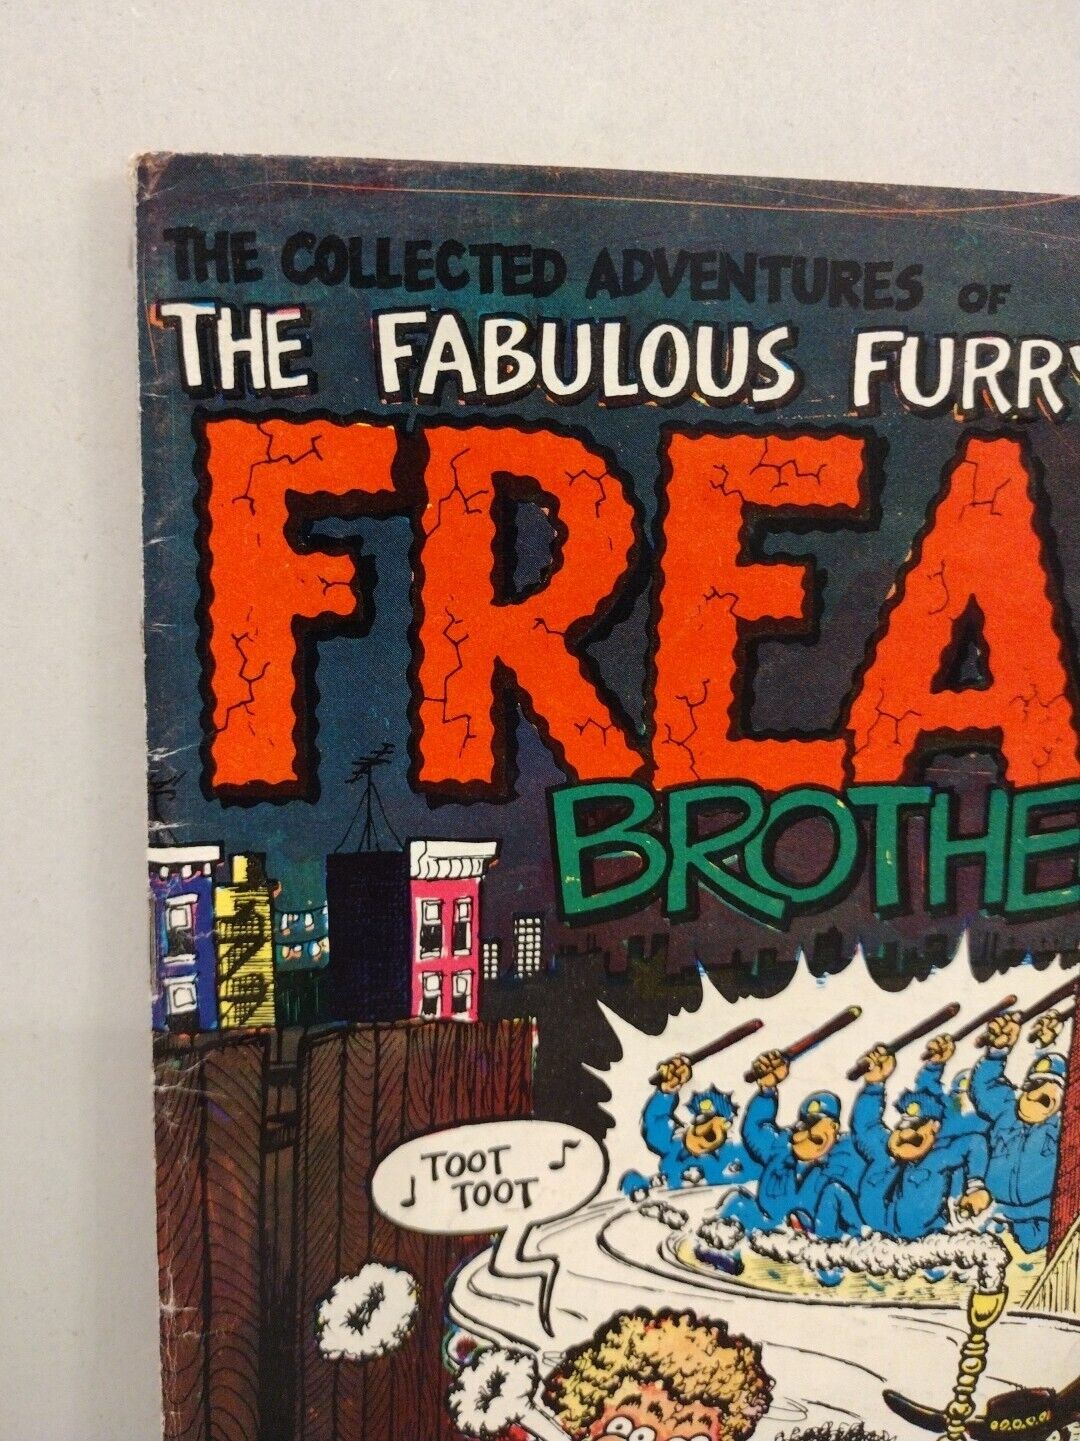 THE COLLECTED ADVENTURES OF
THE FABULOUS FURRY
FREA
BROTHE
TOOT
TOOT